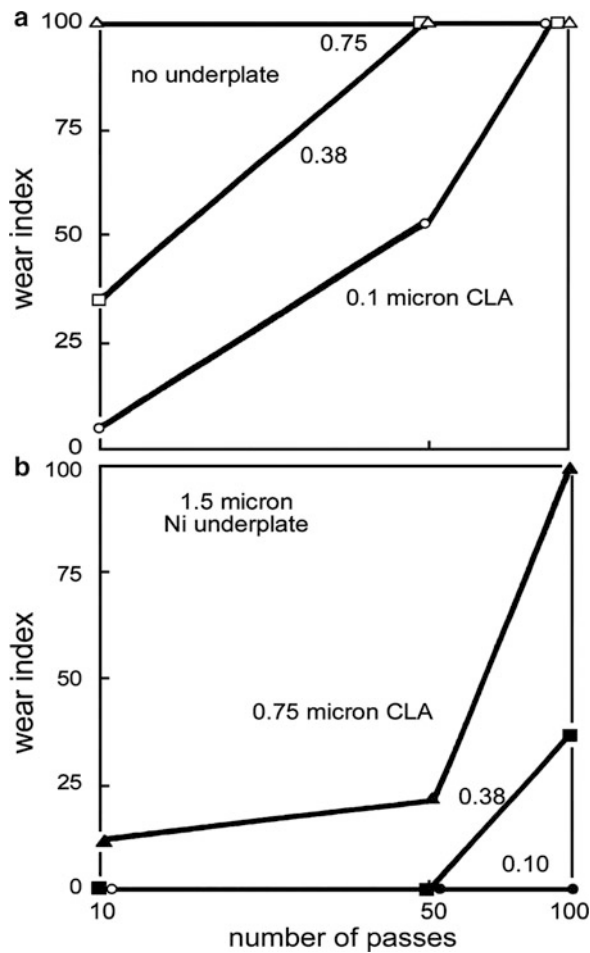 a
100
0.75
no underplate
75
0.38
wear index
50
0.1 micron CLA
25
0
b
100
1.5 micron
Ni underplate
75
wear index
50
0.75 micron CLA
25
0.38
0.10
0
10
50
100
number of passes